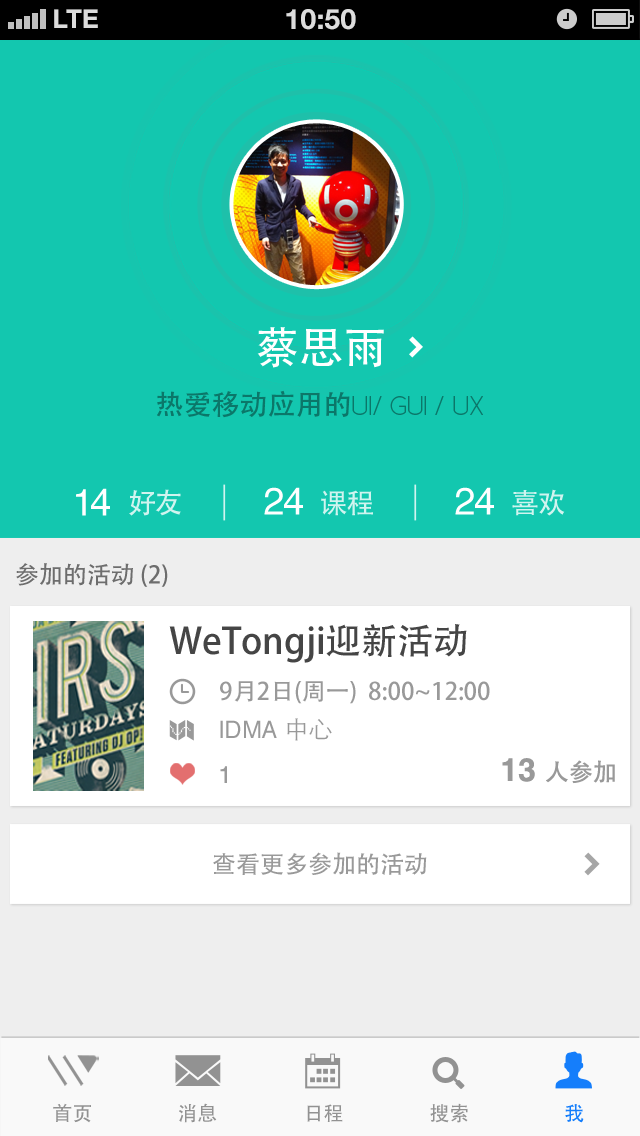 LTE 10:50
蔡思雨
热爱移动应用的UI/ GUI / UX
14 好友 24 课程 24 喜欢
参加的活动 (2)
IRS
ATURDAYS
FEATURING DJ OP
WeTongji迎新活动
9月2日(周一) 8:00~12:00
IDMA 中心
1
13 人参加
查看更多参加的活动
首页 消息 日程 搜索 我